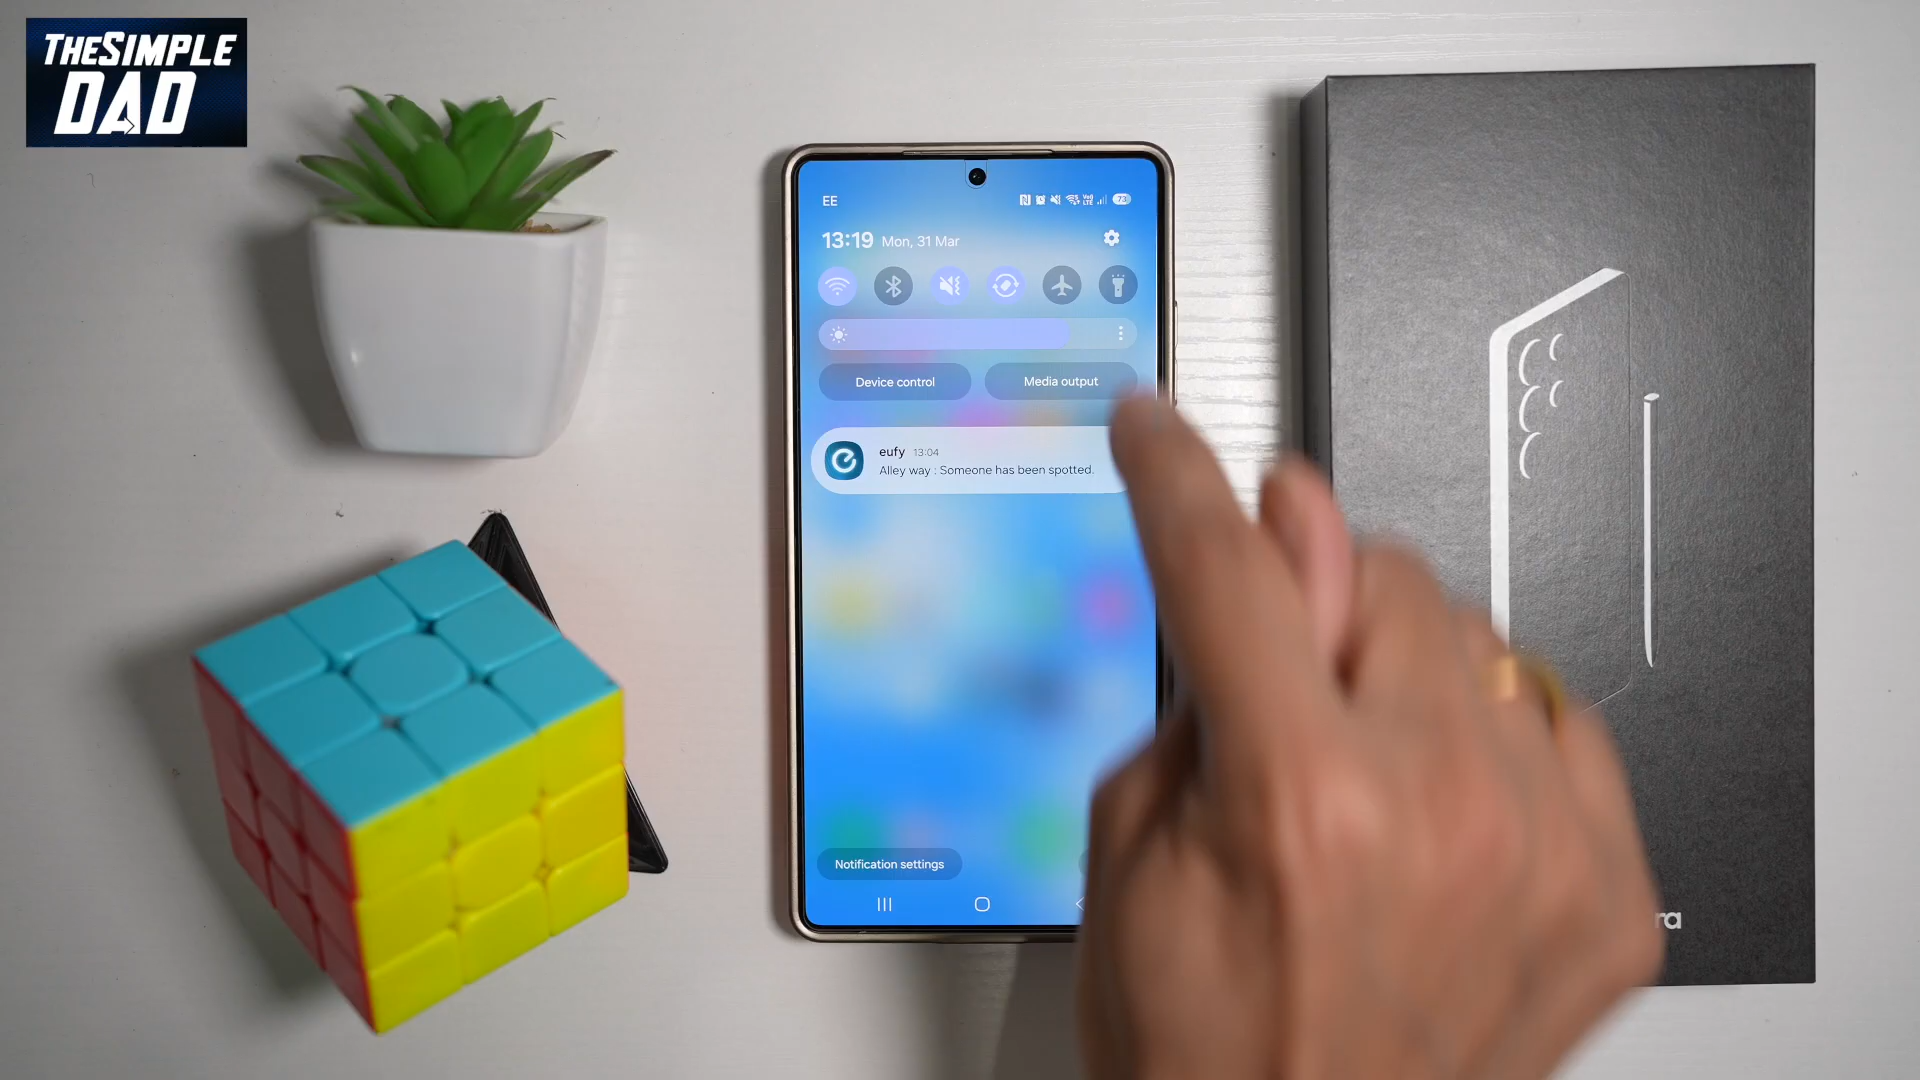 THESIMPLE
DAD
EE
73
13:19 Mon, 31 Mar
Device control
Media output
eufy 13:04
Alley way : Someone has been spotted.
Notification settings
ra